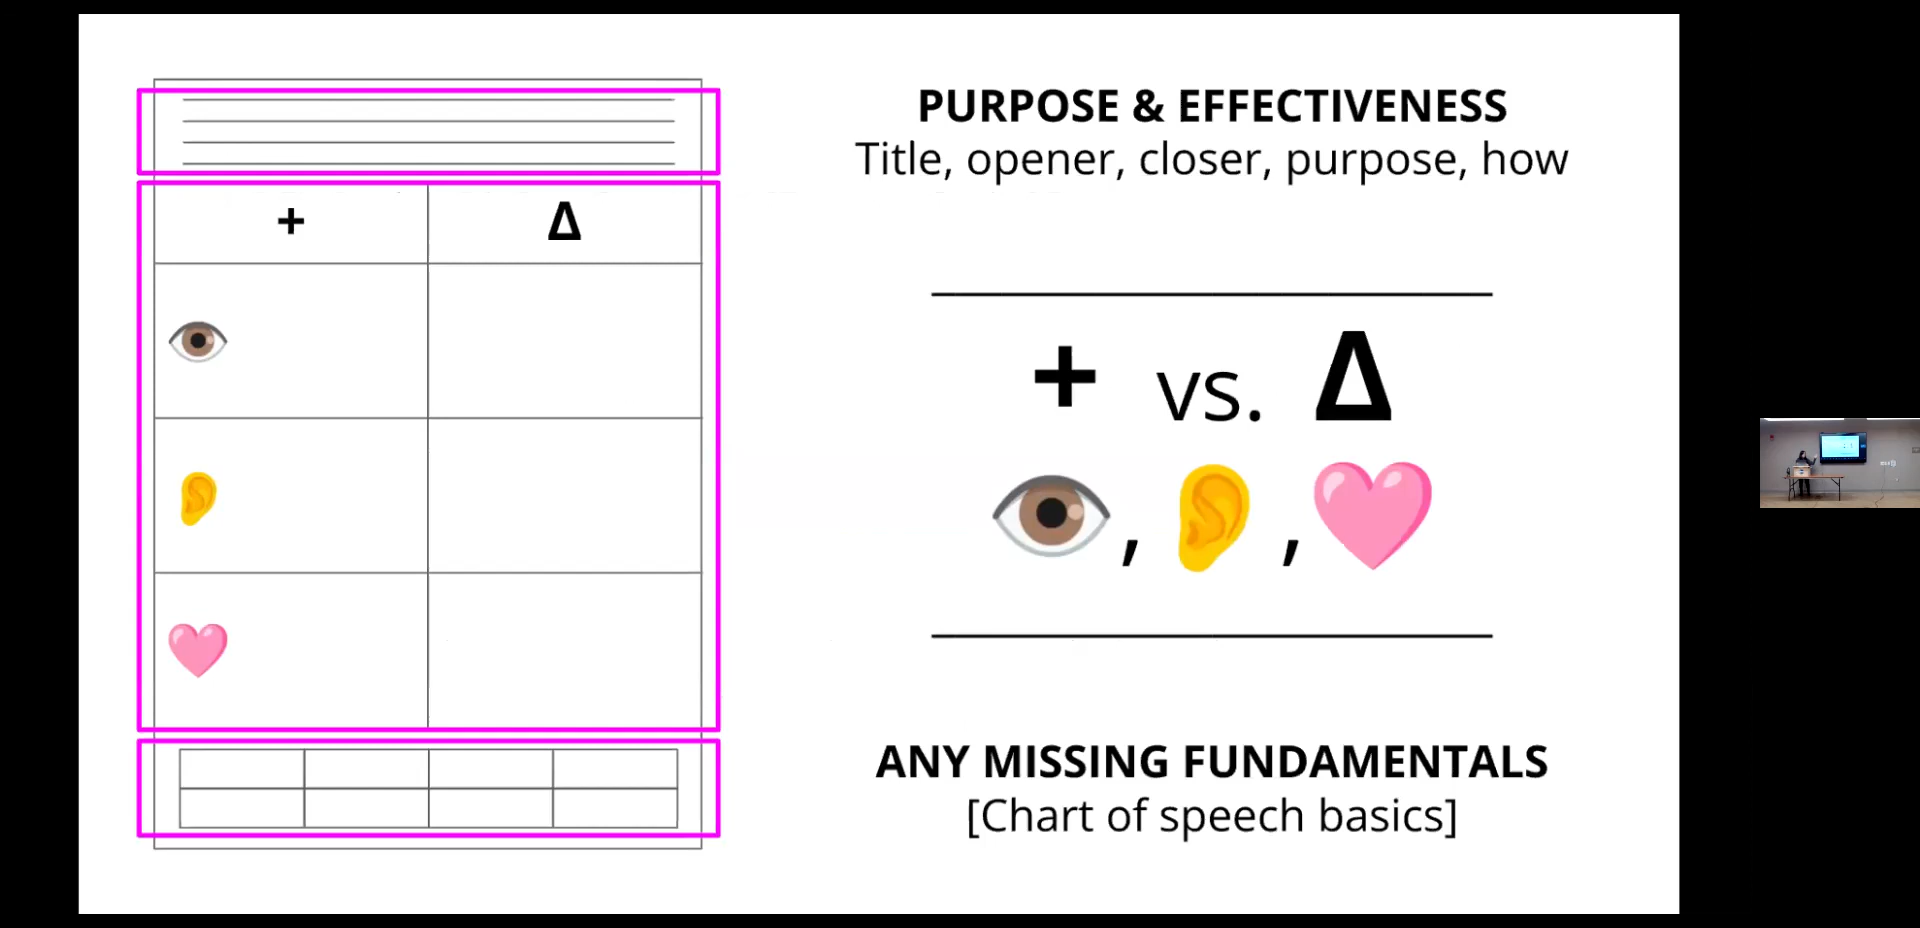 PURPOSE & EFFECTIVENESS
Title, opener, closer, purpose, how
+ Δ
+ vs. Δ
, ,
ANY MISSING FUNDAMENTALS
[Chart of speech basics]